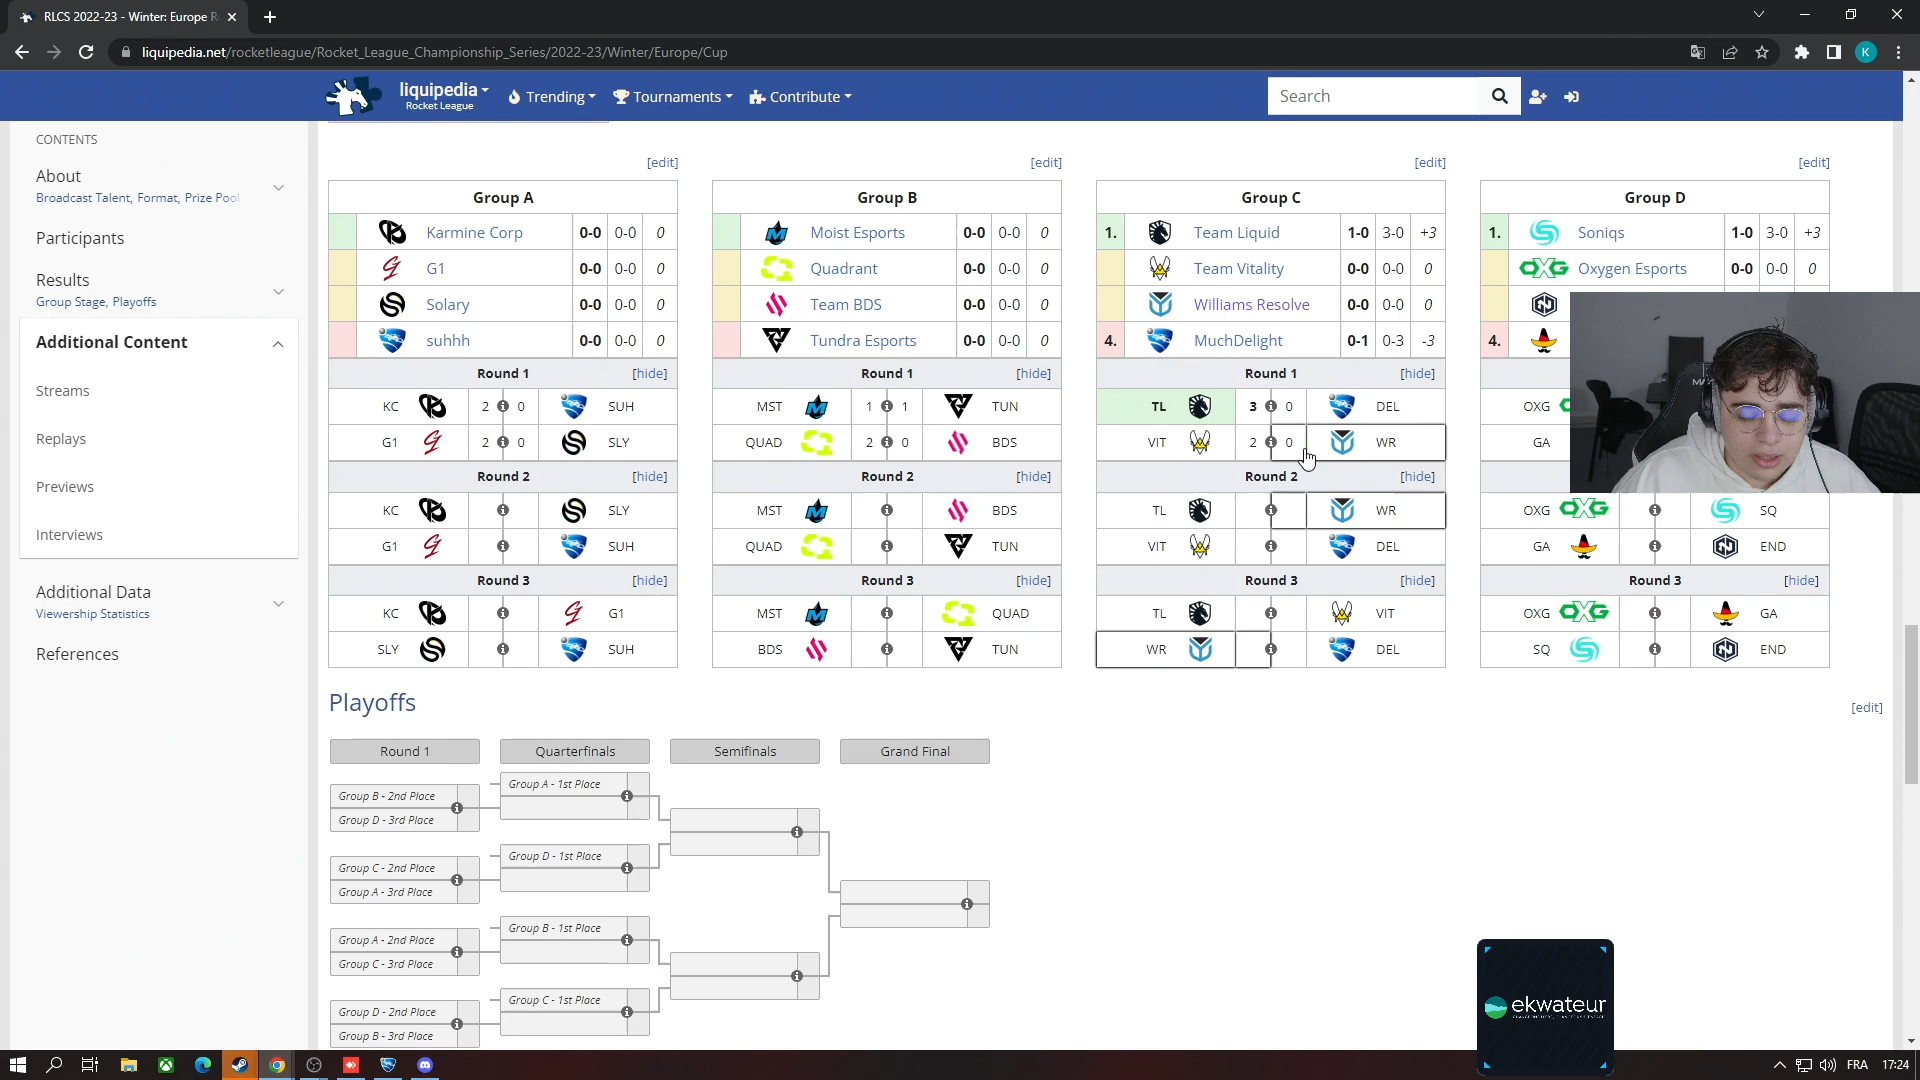 RLCS 2022-23 - Winter: Europe R
liquipedia.net/rocketleague/Rocket_League_Championship_Series/2022-23/Winter/Europe/Cup
K
liquipedia
Rocket League
Trending
Tournaments
Contribute
Search
CONTENTS
About
Broadcast Talent, Format, Prize Pool
Participants
Results
Group Stage, Playoffs
Additional Content
Streams
Replays
Previews
Interviews
Additional Data
Viewership Statistics
References
[edit]
Group A
Karmine Corp 0-0 0-0 0
G1 0-0 0-0 0
Solary 0-0 0-0 0
suhhh 0-0 0-0 0
Round 1 [hide]
KC 2 0 SUH
G1 2 0 SLY
Round 2 [hide]
KC SLY
G1 SUH
Round 3 [hide]
KC G1
SLY SUH
[edit]
Group B
Moist Esports 0-0 0-0 0
Quadrant 0-0 0-0 0
Team BDS 0-0 0-0 0
Tundra Esports 0-0 0-0 0
Round 1 [hide]
MST 1 1 TUN
QUAD 2 0 BDS
Round 2 [hide]
MST BDS
QUAD TUN
Round 3 [hide]
MST QUAD
BDS TUN
[edit]
Group C
1. Team Liquid 1-0 3-0 +3
Team Vitality 0-0 0-0 0
Williams Resolve 0-0 0-0 0
4. MuchDelight 0-1 0-3 -3
Round 1 [hide]
TL 3 0 DEL
VIT 2 0 WR
Round 2 [hide]
TL WR
VIT DEL
Round 3 [hide]
TL VIT
WR DEL
[edit]
Group D
1. Soniqs 1-0 3-0 +3
OXG Oxygen Esports 0-0 0-0 0
4.
OXG
GA
OXG OXG SQ
GA END
Round 3 [hide]
OXG OXG GA
SQ END
Playoffs
[edit]
Round 1 Quarterfinals Semifinals Grand Final
Group A - 1st Place
Group B - 2nd Place
Group D - 3rd Place
Group D - 1st Place
Group C - 2nd Place
Group A - 3rd Place
Group B - 1st Place
Group A - 2nd Place
Group C - 3rd Place
Group C - 1st Place
Group D - 2nd Place
Group B - 3rd Place
ekwateur
FRA 17:24